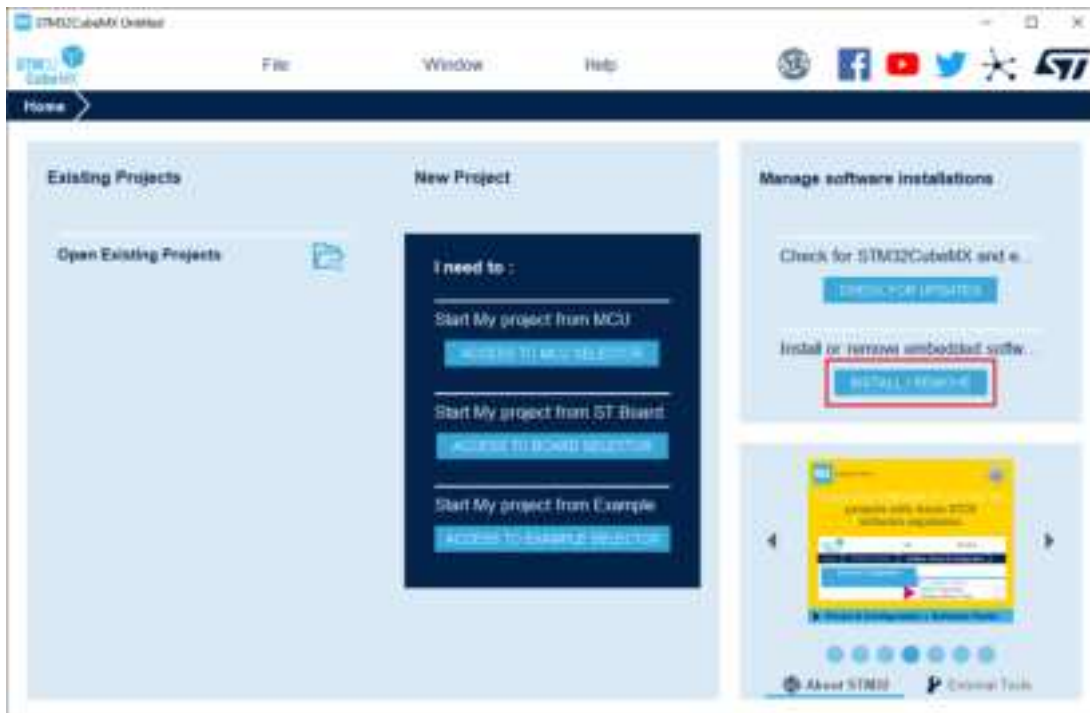 STM32CubeMX Untitled
STM32
CubeMX
File
Window
Help
Home
Existing Projects
Open Existing Projects
New Project
I need to :
Start My project from MCU
ACCESS TO MCU SELECTOR
Start My project from ST Board
ACCESS TO BOARD SELECTOR
Start My project from Example
ACCESS TO EXAMPLE SELECTOR
Manage software installations
Check for STM32CubeMX and e...
CHECK FOR UPDATES
Install or remove embedded softw...
INSTALL / REMOVE
About STM32
External Tools